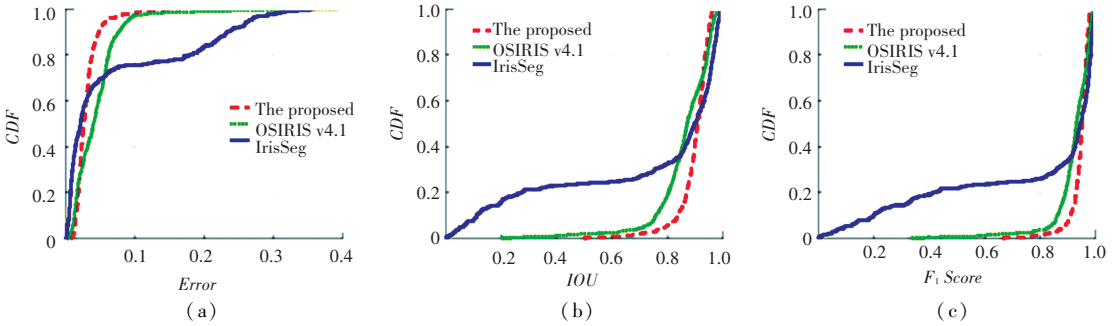 1.0
0.8
0.6
0.4
0.2
0
CDF
The proposed
OSIRIS v4.1
IrisSeg
0.1
0.2
0.3
0.4
Error
(a)
1.0
0.8
0.6
0.4
0.2
0
CDF
The proposed
OSIRIS v4.1
IrisSeg
0.2
0.4
0.6
0.8
1.0
IOU
(b)
1.0
0.8
0.6
0.4
0.2
0
CDF
The proposed
OSIRIS v4.1
IrisSeg
0.2
0.4
0.6
0.8
1.0
F₁ Score
(c)